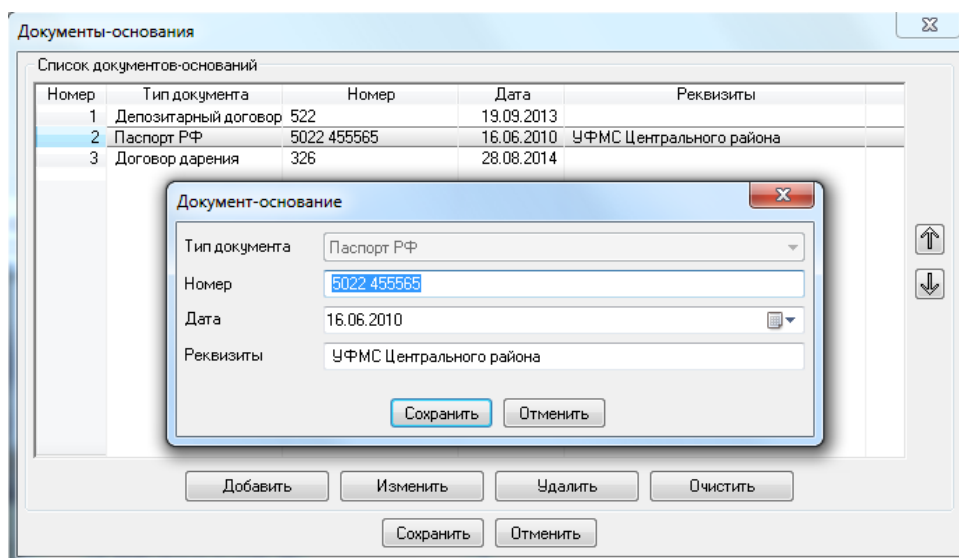 Документы-основания
Список документов-оснований
Номер Тип документа Номер Дата Реквизиты
1 Депозитарный договор 522 19.09.2013
2 Паспорт РФ 5022 455565 16.06.2010 УФМС Центрального района
3 Договор дарения 326 28.08.2014
Документ-основание
Тип документа Паспорт РФ
Номер 5022 455565
Дата 16.06.2010
Реквизиты УФМС Центрального района
Сохранить Отменить
Добавить Изменить Удалить Очистить
Сохранить Отменить